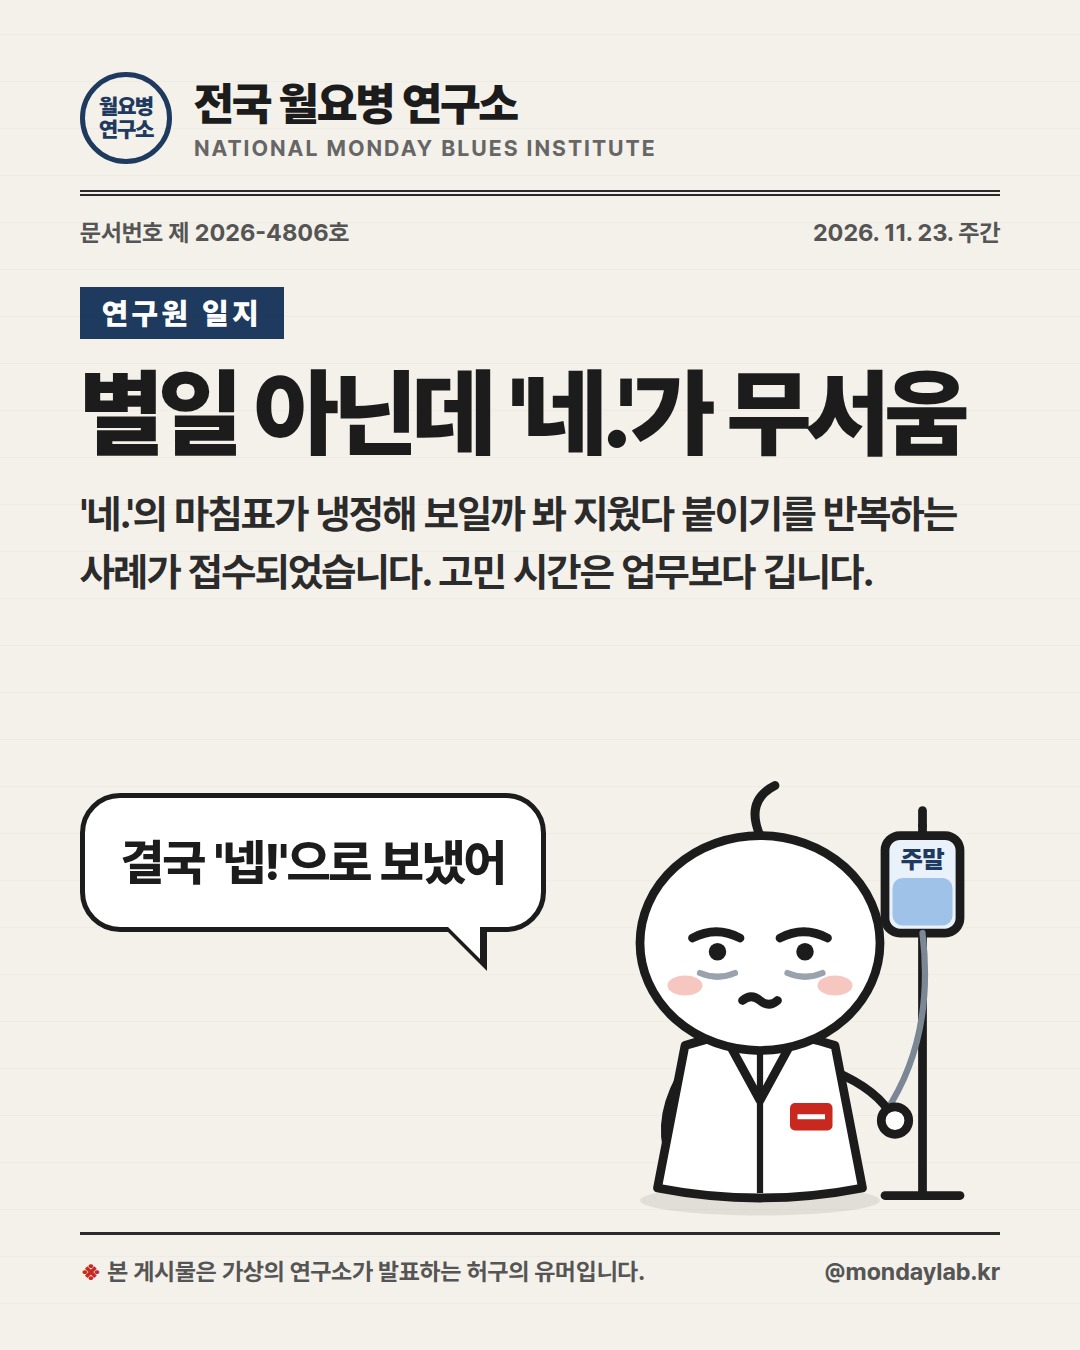 월요병
연구소
전국 월요병 연구소
NATIONAL MONDAY BLUES INSTITUTE
문서번호 제 2026-4806호
2026. 11. 23. 주간
연구원 일지
별일 아닌데 '네.'가 무서움
'네.'의 마침표가 냉정해 보일까 봐 지웠다 붙이기를 반복하는
사례가 접수되었습니다. 고민 시간은 업무보다 깁니다.
결국 '넵!'으로 보냈어
주말
※ 본 게시물은 가상의 연구소가 발표하는 허구의 유머입니다.
@mondaylab.kr